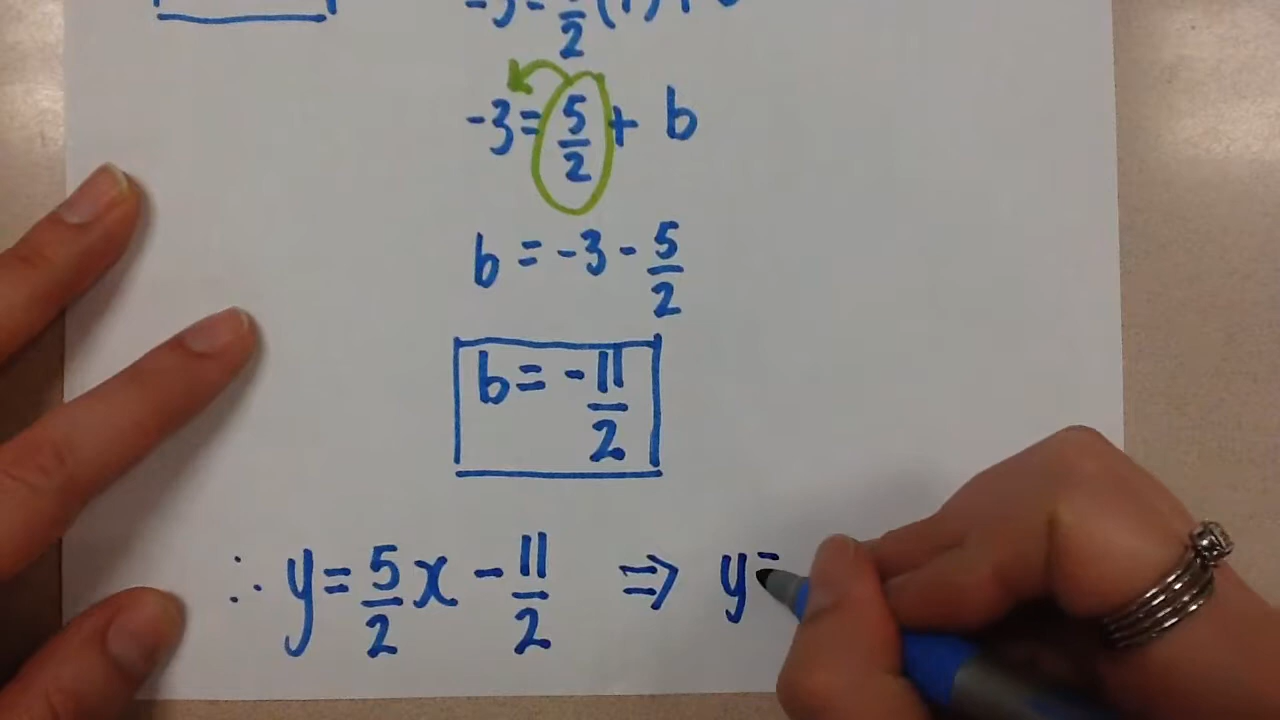 -3 = 5/2 + b
b = -3 - 5/2
b = -11/2
∴ y = 5/2 x - 11/2 ⇒ y =